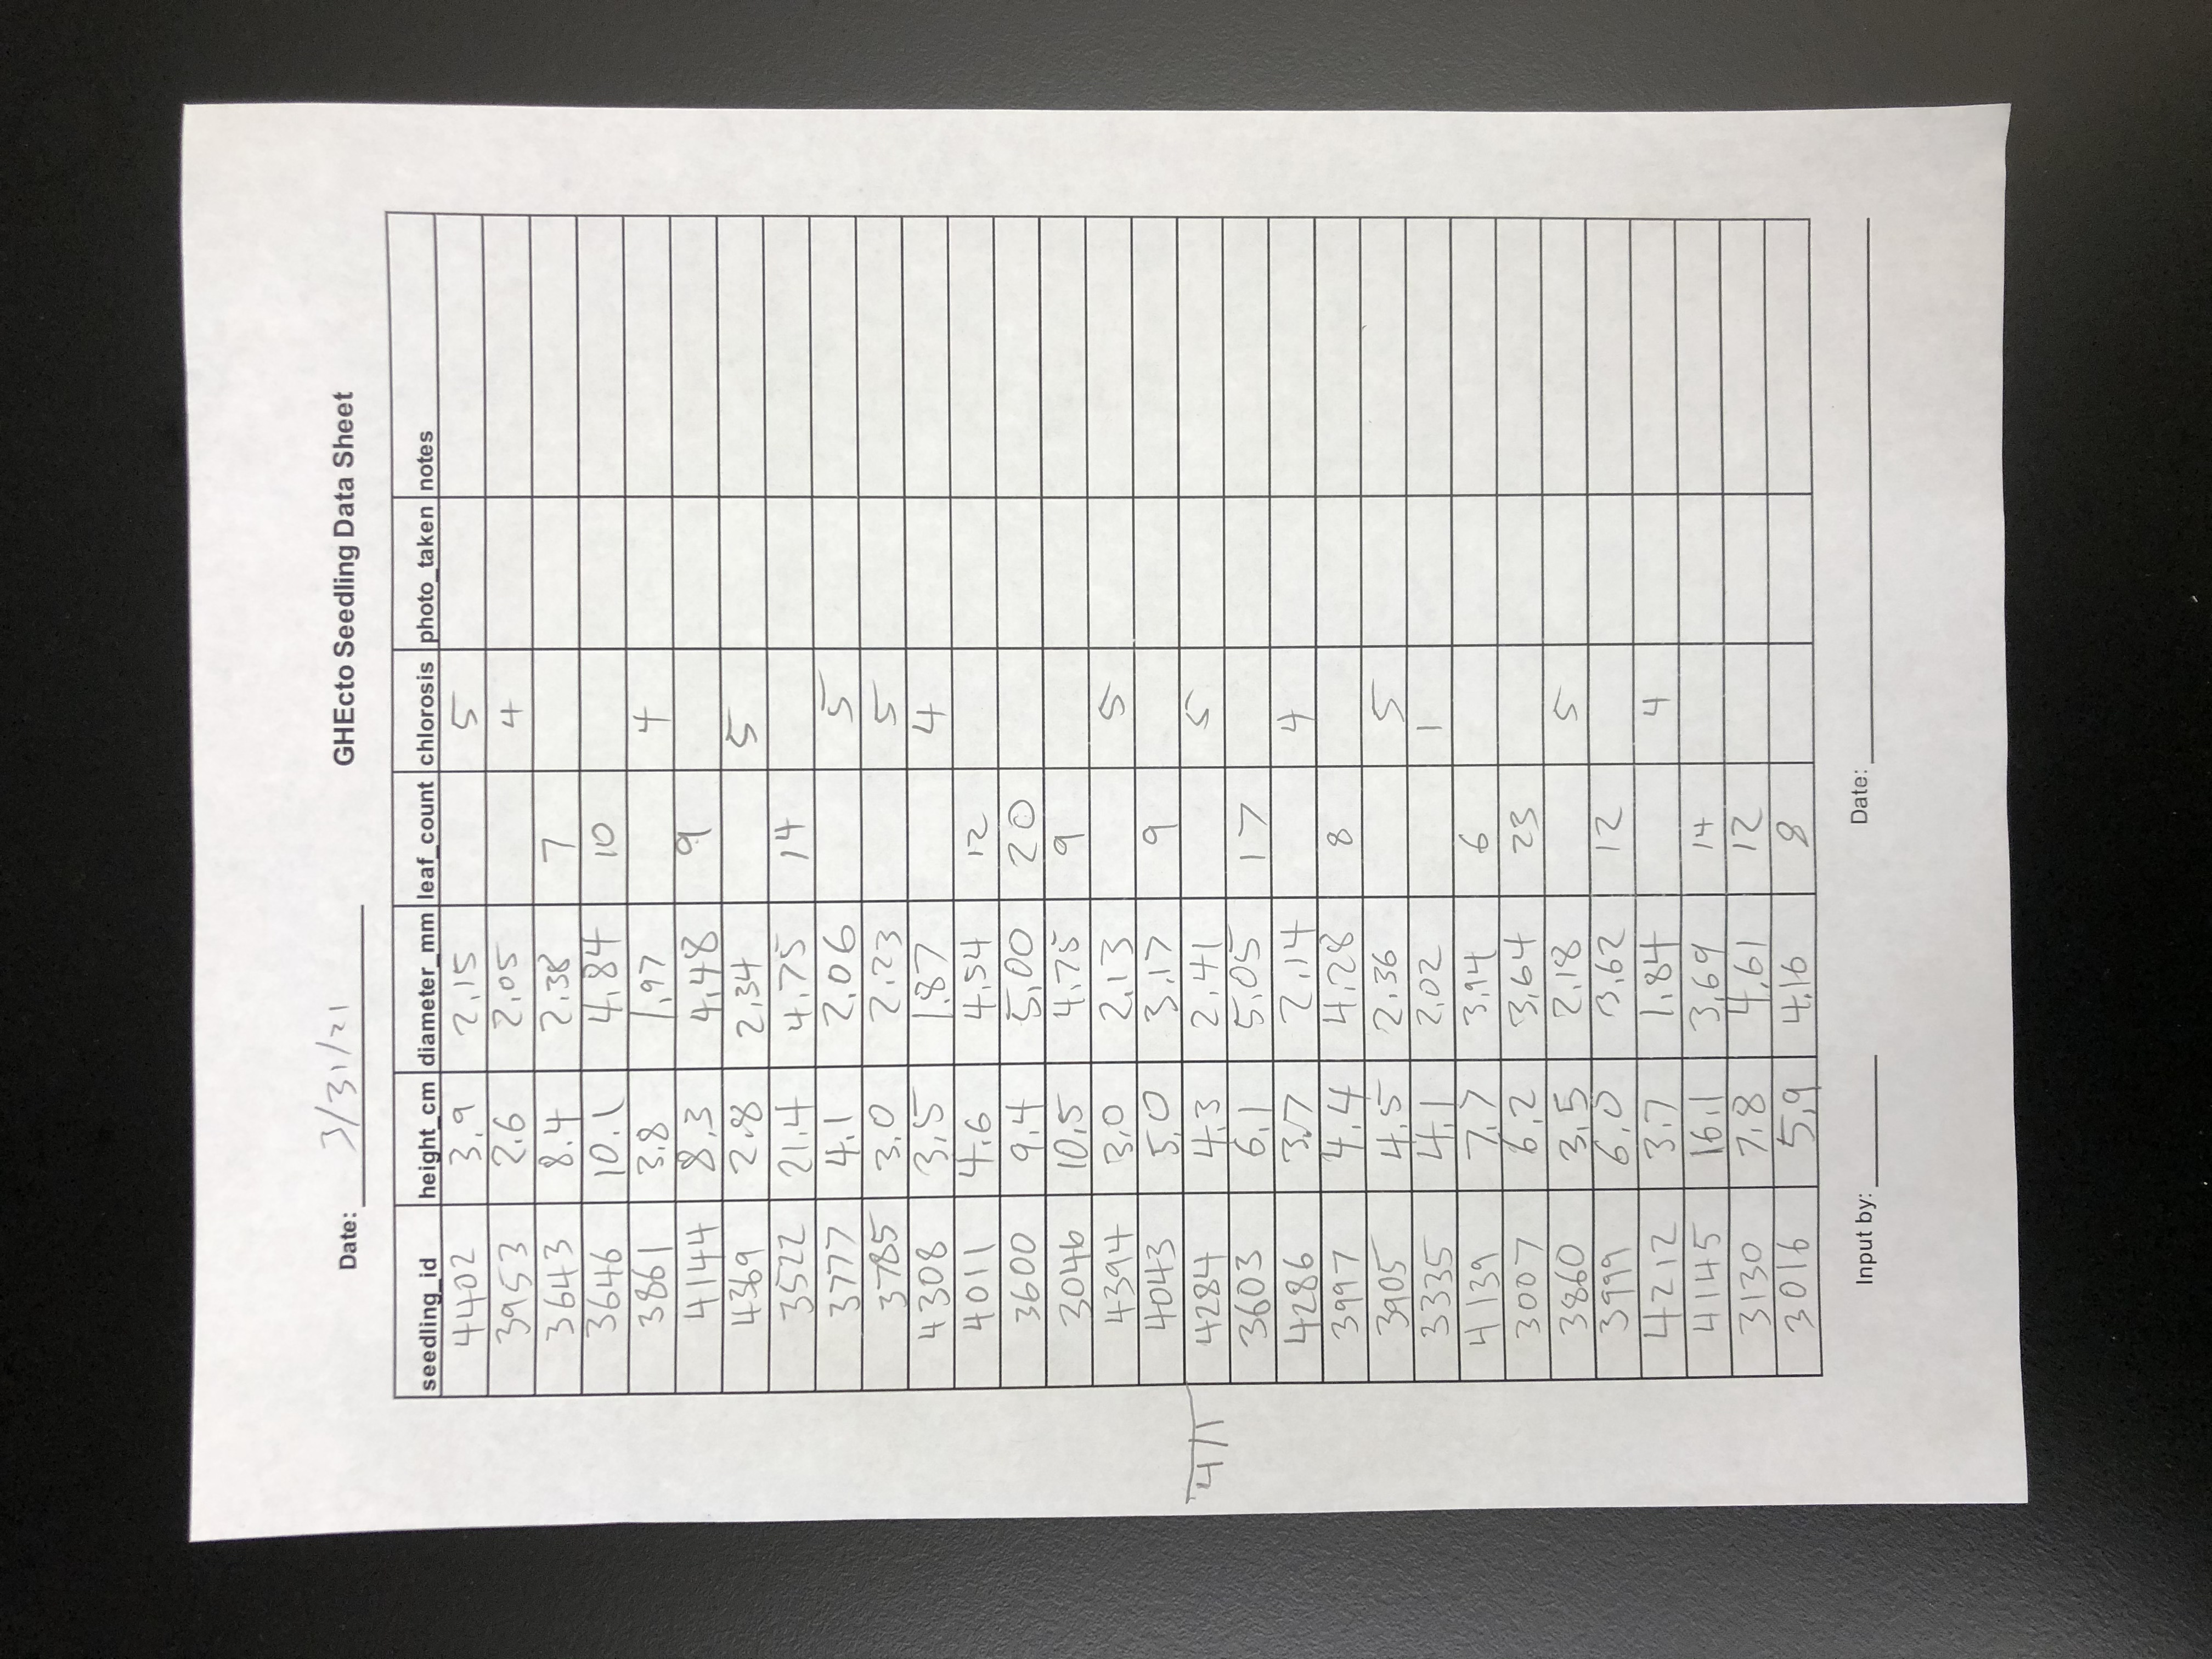 GHEcto Seedling Data Sheet
Date: 3/31/21
seedling_id height_cm diameter_mm leaf_count chlorosis photo_taken notes
4402 3.9 2.15 5
3953 2.6 2.05 4
3643 8.4 2.38 7
3646 10.1 4.84 10
3861 3.8 1.97 4
4144 8.3 4.48 9
4369 2.8 2.34 5
3522 21.4 4.75 14
3777 4.1 2.06 5
3785 3.0 2.23 5
4308 3.5 1.87 4
4011 4.6 4.54 12
3600 9.4 5.00 20
3046 10.5 4.75 9
4394 3.0 2.13 5
4043 5.0 3.17 9
4/1
4284 4.3 2.41 5
3603 6.1 5.05 17
4286 3.7 2.14 4
3997 4.4 4.28 8
3905 4.5 2.36 5
3335 4.1 2.02 1
4139 7.7 3.94 6
3007 6.2 3.64 23
3860 3.5 2.18 5
3999 6.0 3.62 12
4212 3.7 1.84 4
4145 16.1 3.69 14
3130 7.8 4.61 12
3016 5.9 4.16 8
Input by: Date: